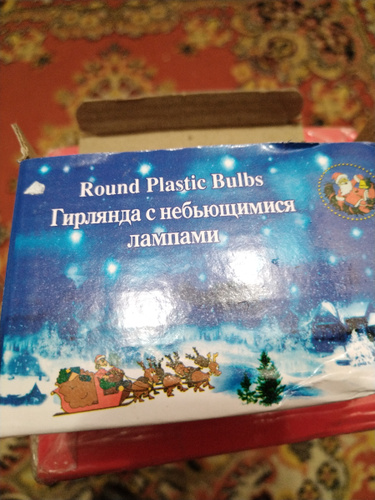 Round Plastic Bulbs
Гирлянда с небьющимися
лампами